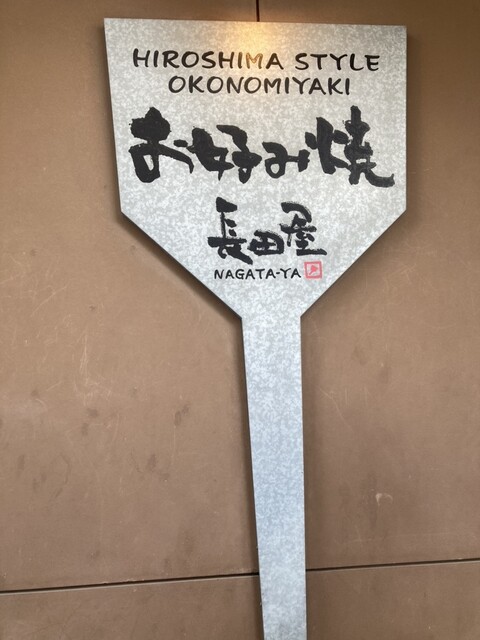 HIROSHIMA STYLE
OKONOMIYAKI
お好み焼
長田屋
NAGATA-YA